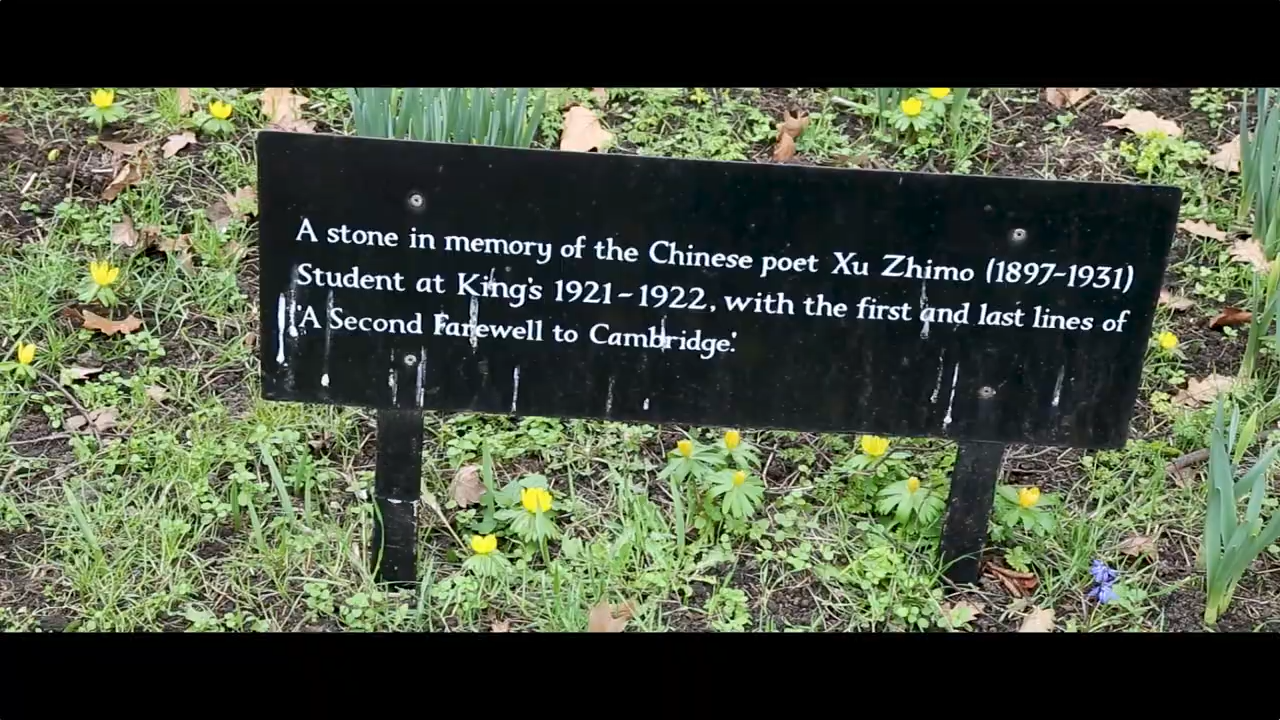 A stone in memory of the Chinese poet Xu Zhimo (1897-1931)
Student at King's 1921-1922, with the first and last lines of
'A Second Farewell to Cambridge'.